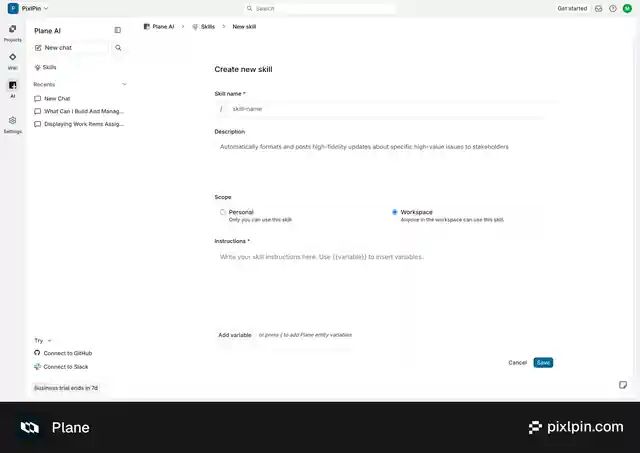 PixlPin
Search
Get started
M
Projects
Wiki
AI
Settings
Plane AI
New chat
Skills
Recents
New Chat
What Can I Build And Manag...
Displaying Work Items Assig...
Try
Connect to GitHub
Connect to Slack
Business trial ends in 7d
Plane AI > Skills > New skill
Create new skill
Skill name *
/ skill-name
Description
Automatically formats and posts high-fidelity updates about specific high-value issues to stakeholders
Scope
Personal
Only you can use this skill
Workspace
Anyone in the workspace can use this skill.
Instructions *
Write your skill instructions here. Use {{variable}} to insert variables.
Add variable or press { to add Plane entity variables
Cancel Save
Plane
pixlpin.com